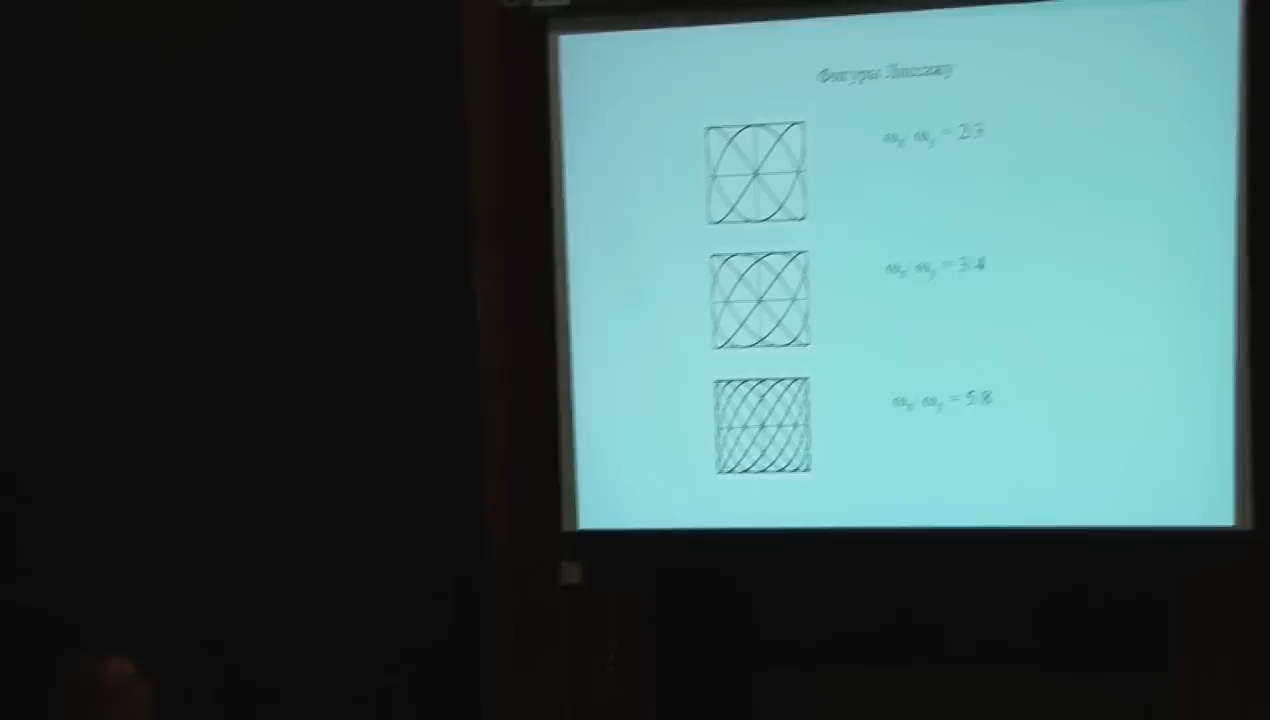 Фигуры Лиссажу
ωx/ ωy = 2:3
ωx/ ωy = 3:4
ωx/ ωy = 5:8